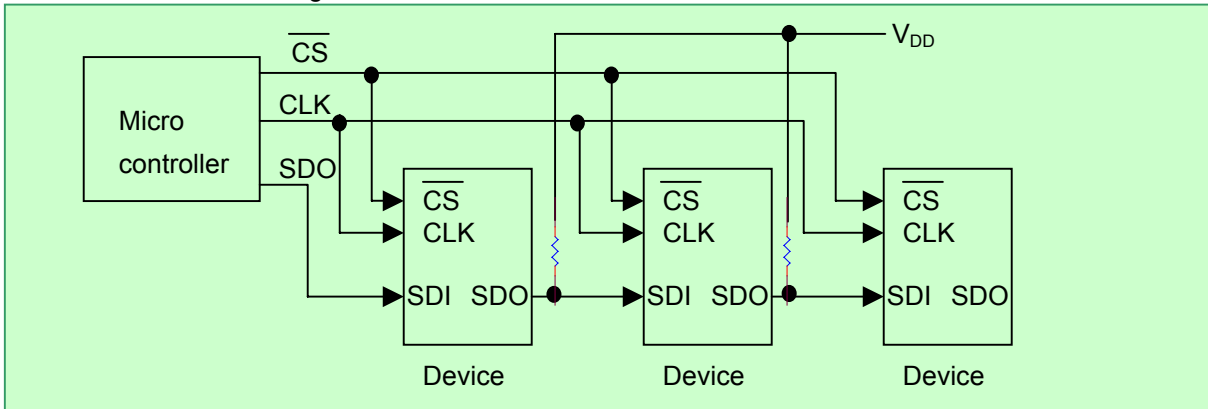 V_DD
CS
CLK
Micro
controller
SDO
CS
CLK
SDI SDO
CS
CLK
SDI SDO
CS
CLK
SDI SDO
Device
Device
Device